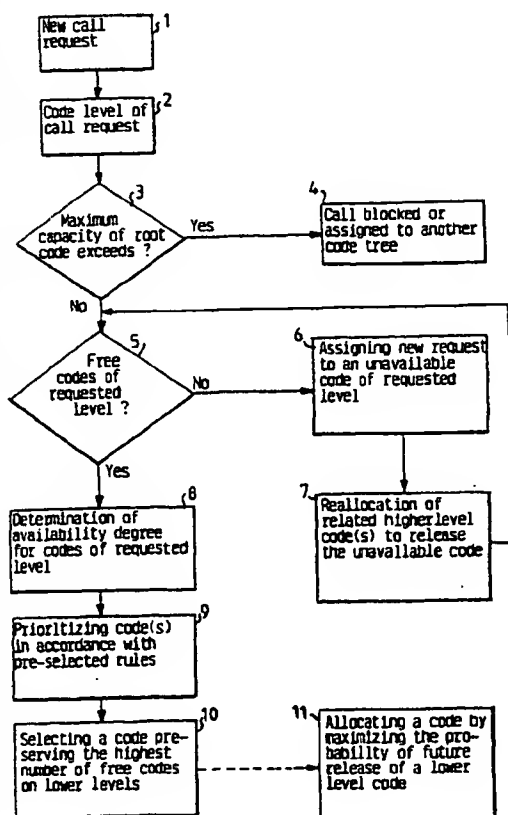 1
New call
request
2
Code level of
call request
3
Maximum
capacity of root
code exceeds ?
Yes
4
Call blocked or
assigned to another
code tree
No
5
Free
codes of
requested
level ?
No
6
Assigning new request
to an unavailable
code of requested
level
Yes
7
Reallocation of
related higherlevel
code(s) to release
the unavailable code
8
Determination of
availability degree
for codes of requested
level
9
Prioritizing code(s)
in accordance with
pre-selected rules
10
Selecting a code pre-
serving the highest
number of free codes
on lower levels
11
Allocating a code by
maximizing the pro-
bability of future
release of a lower
level code